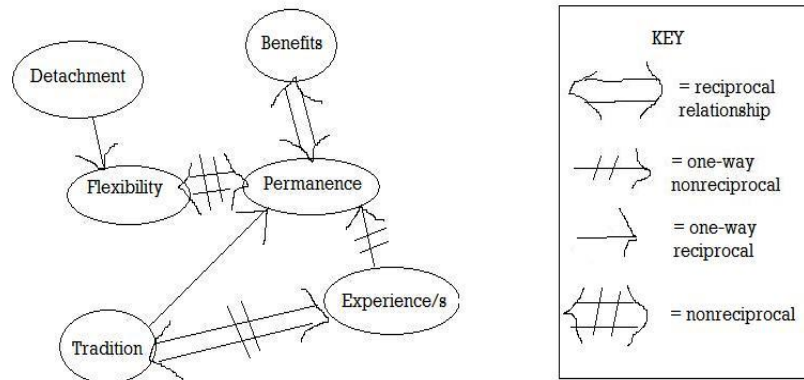 Benefits
Detachment
Flexibility
Permanence
Experience/s
Tradition
KEY
= reciprocal
relationship
= one-way
nonreciprocal
= one-way
reciprocal
= nonreciprocal